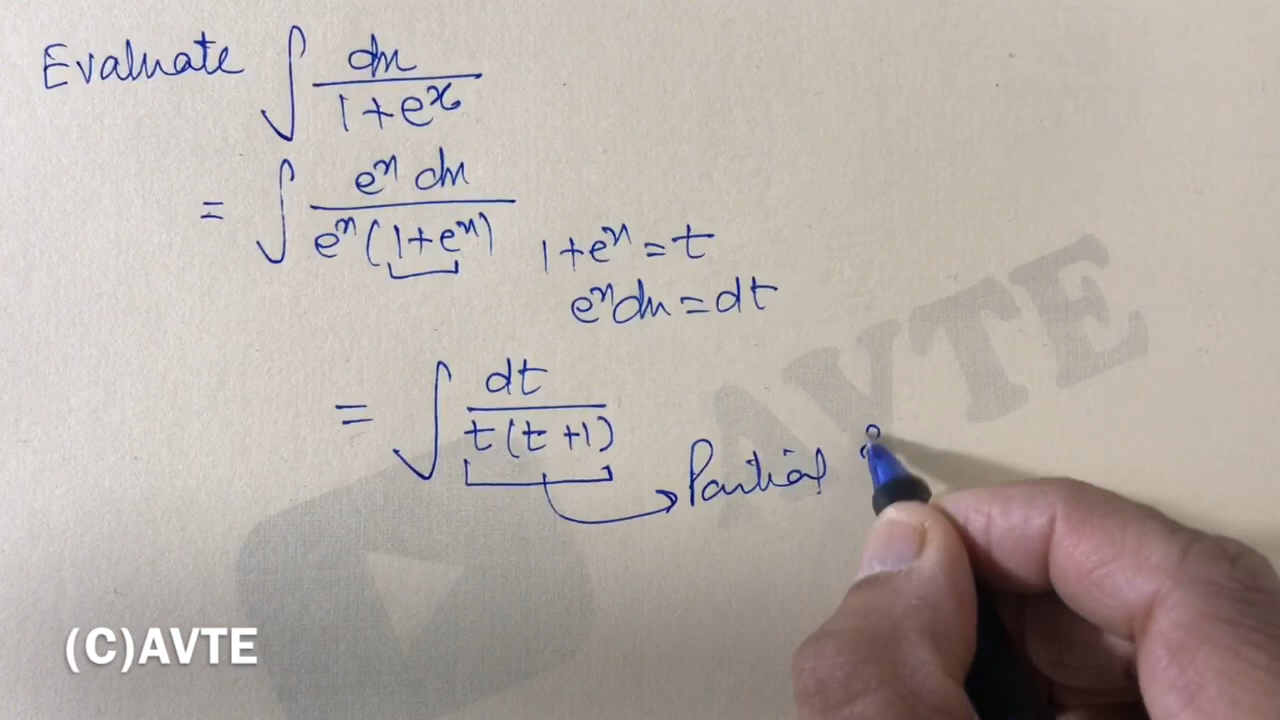 Evaluate ∫ dx / 1+e^x
= ∫ e^x dx / e^x (1+e^x)
1+e^x = t
e^x dx = dt
= ∫ dt / t(t+1)
Partial
AVTE
(C)AVTE